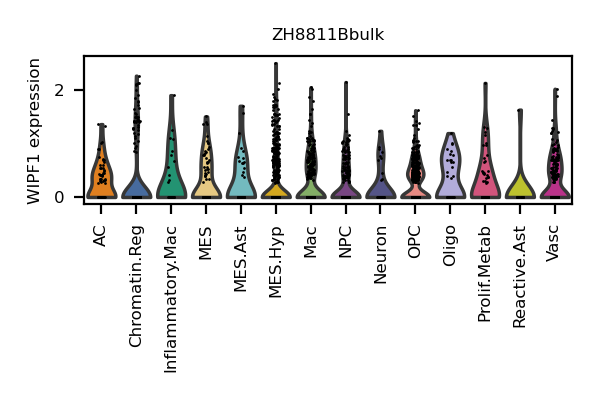 ZH8811Bbulk
WIPF1 expression
2
0
AC
Chromatin.Reg
Inflammatory.Mac
MES
MES.Ast
MES.Hyp
Mac
NPC
Neuron
OPC
Oligo
Prolif.Metab
Reactive.Ast
Vasc